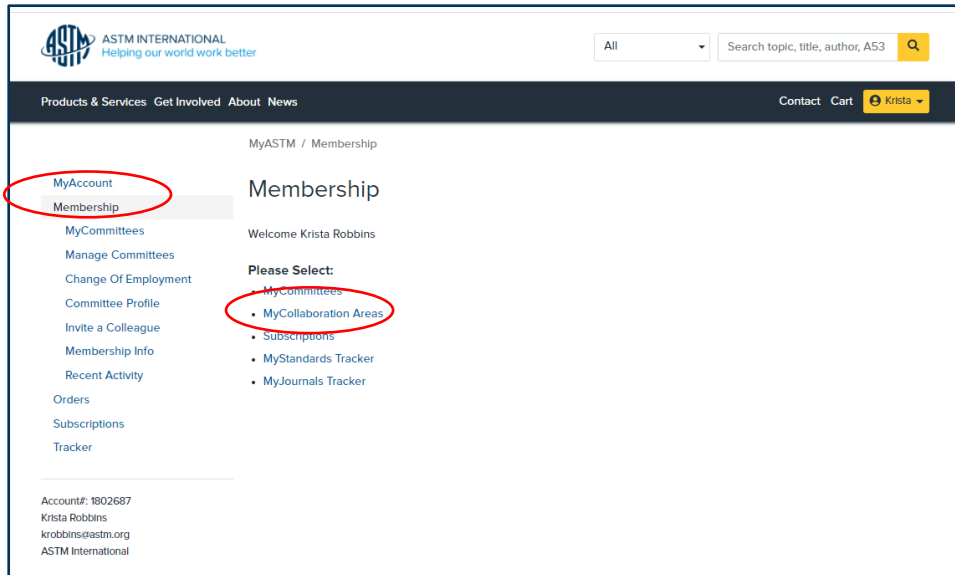 ASTM INTERNATIONAL
Helping our world work better
All
Search topic, title, author, A53
Products & Services Get Involved About News
Contact Cart Krista
MyASTM / Membership
MyAccount
Membership
MyCommittees
Manage Committees
Change Of Employment
Committee Profile
Invite a Colleague
Membership Info
Recent Activity
Orders
Subscriptions
Tracker
Account#: 1802687
Krista Robbins
krobbins@astm.org
ASTM International
Membership
Welcome Krista Robbins
Please Select:
• MyCommittees
• MyCollaboration Areas
• Subscriptions
• MyStandards Tracker
• MyJournals Tracker